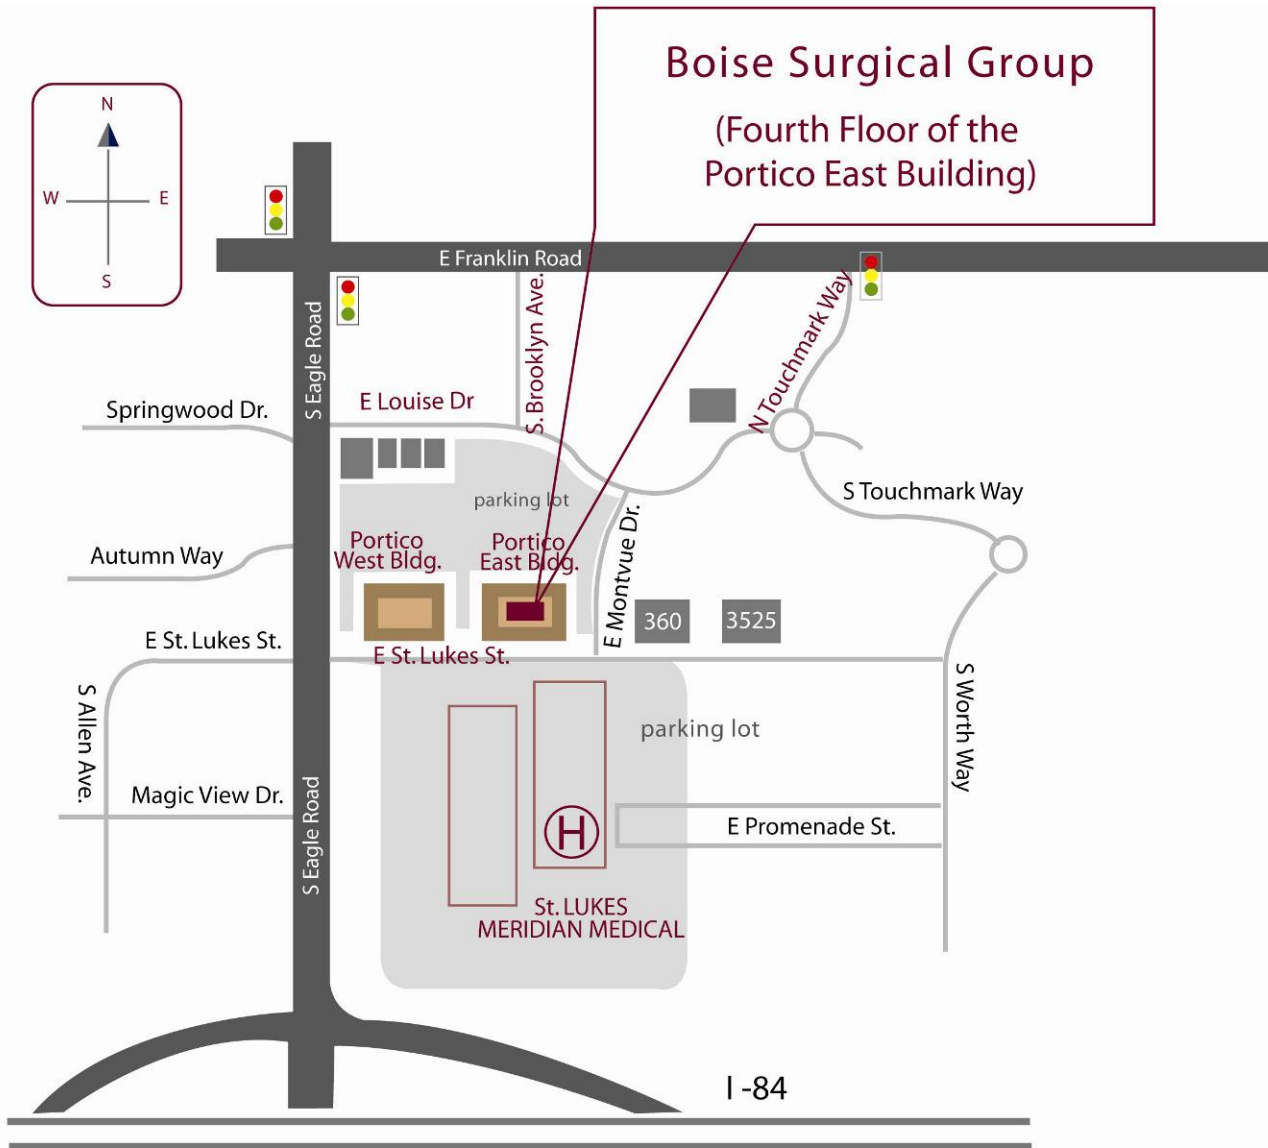 Boise Surgical Group
(Fourth Floor of the
Portico East Building)
N
W
E
S
E Franklin Road
S Eagle Road
S. Brooklyn Ave.
N Touchmark Way
E Louise Dr
Springwood Dr.
S Touchmark Way
parking lot
Portico
West Bldg.
Portico
East Bldg.
Autumn Way
E Montvue Dr.
360
3525
E St. Lukes St.
E St. Lukes St.
S Allen Ave.
S Worth Way
parking lot
Magic View Dr.
S Eagle Road
H
E Promenade St.
St. LUKES
MERIDIAN MEDICAL
I -84